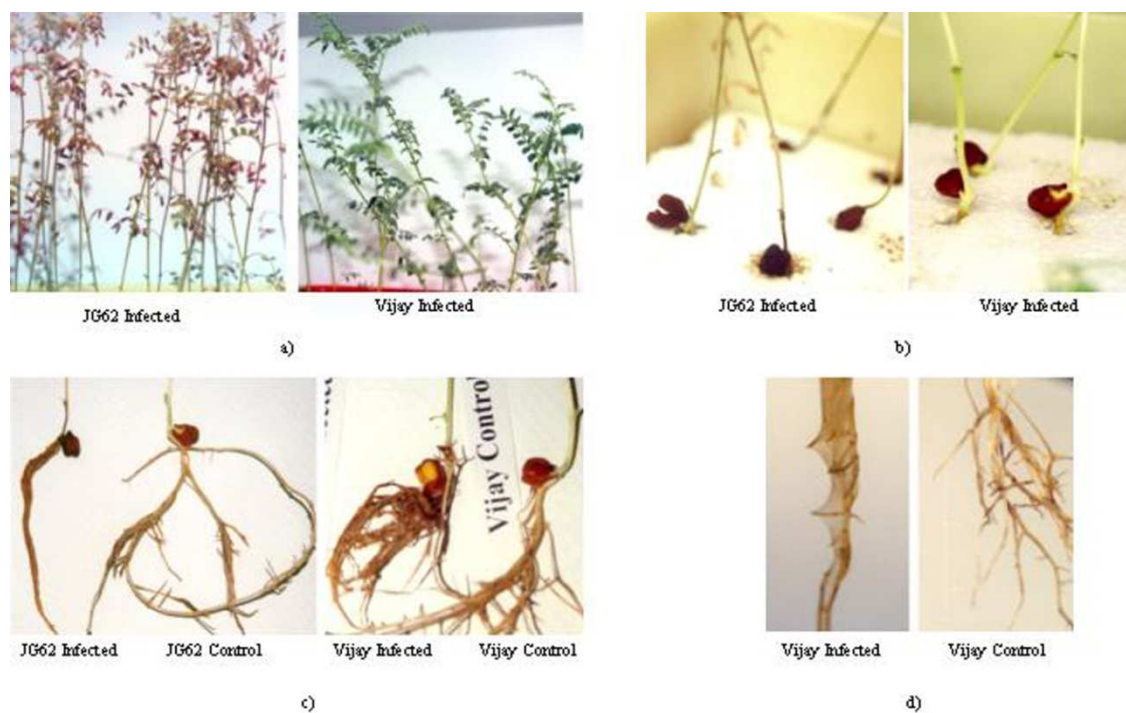 JG62 Infected
Vijay Infected
a)
JG62 Infected
Vijay Infected
b)
Vijay Control
JG62 Infected
JG62 Control
Vijay Infected
Vijay Control
c)
Vijay Infected
Vijay Control
d)